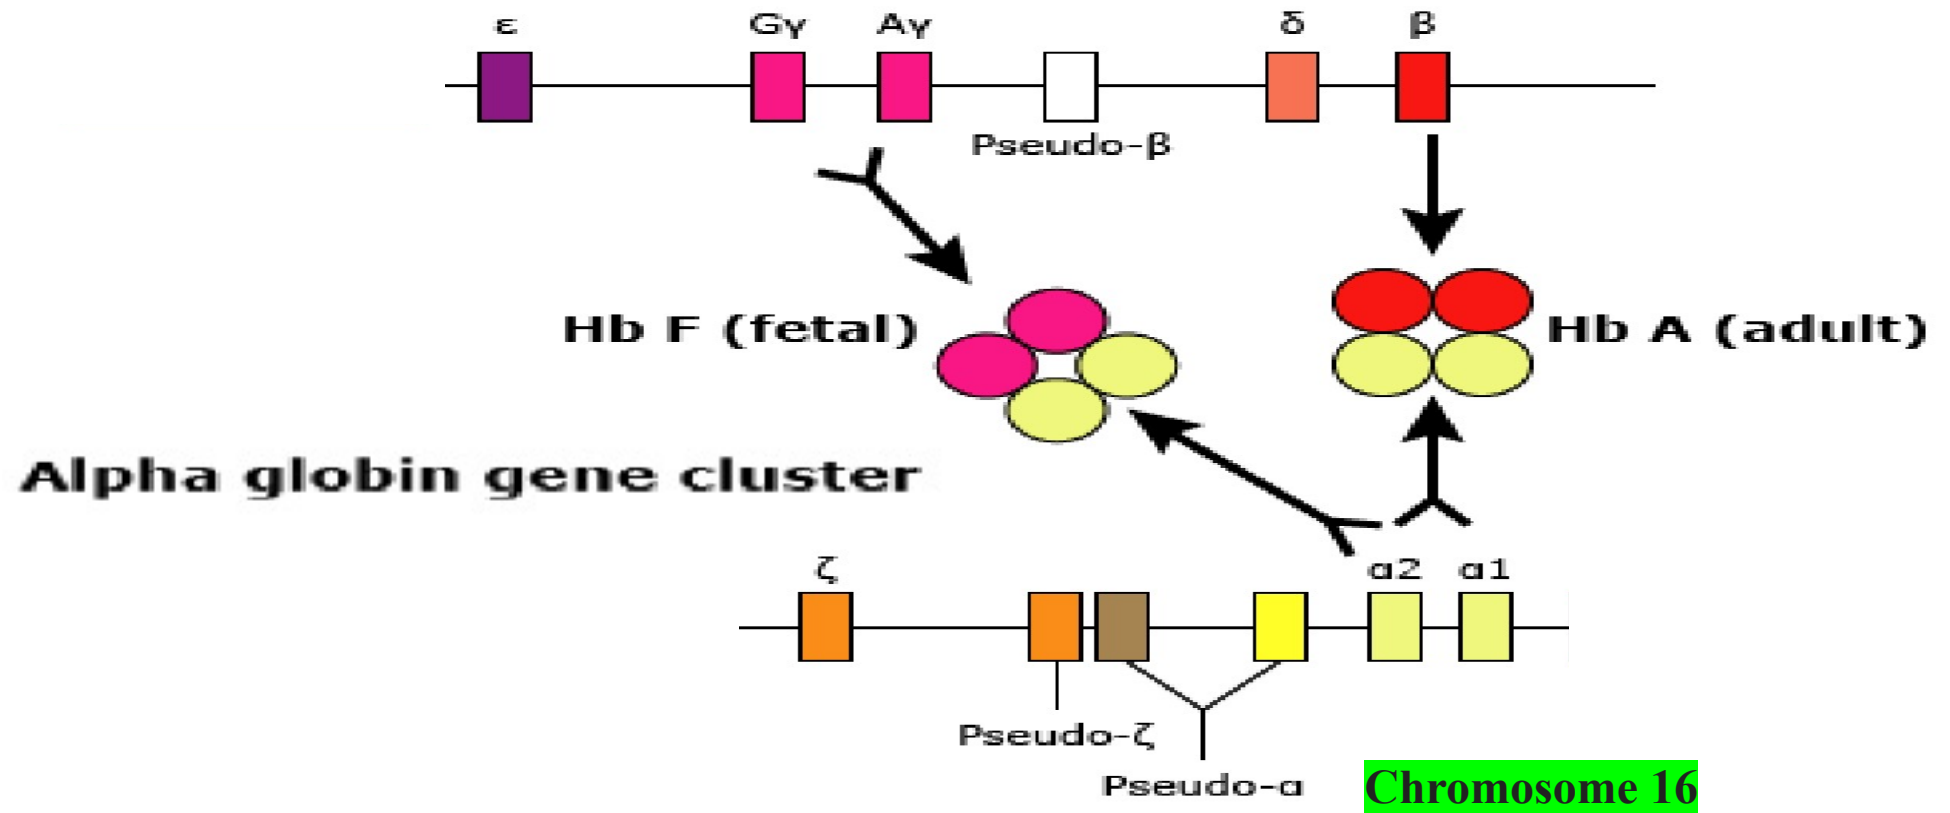 ε Gγ Aγ δ β
Pseudo-β
Hb F (fetal) Hb A (adult)
Alpha globin gene cluster
ζ α2 α1
Pseudo-ζ
Pseudo-α
Chromosome 16